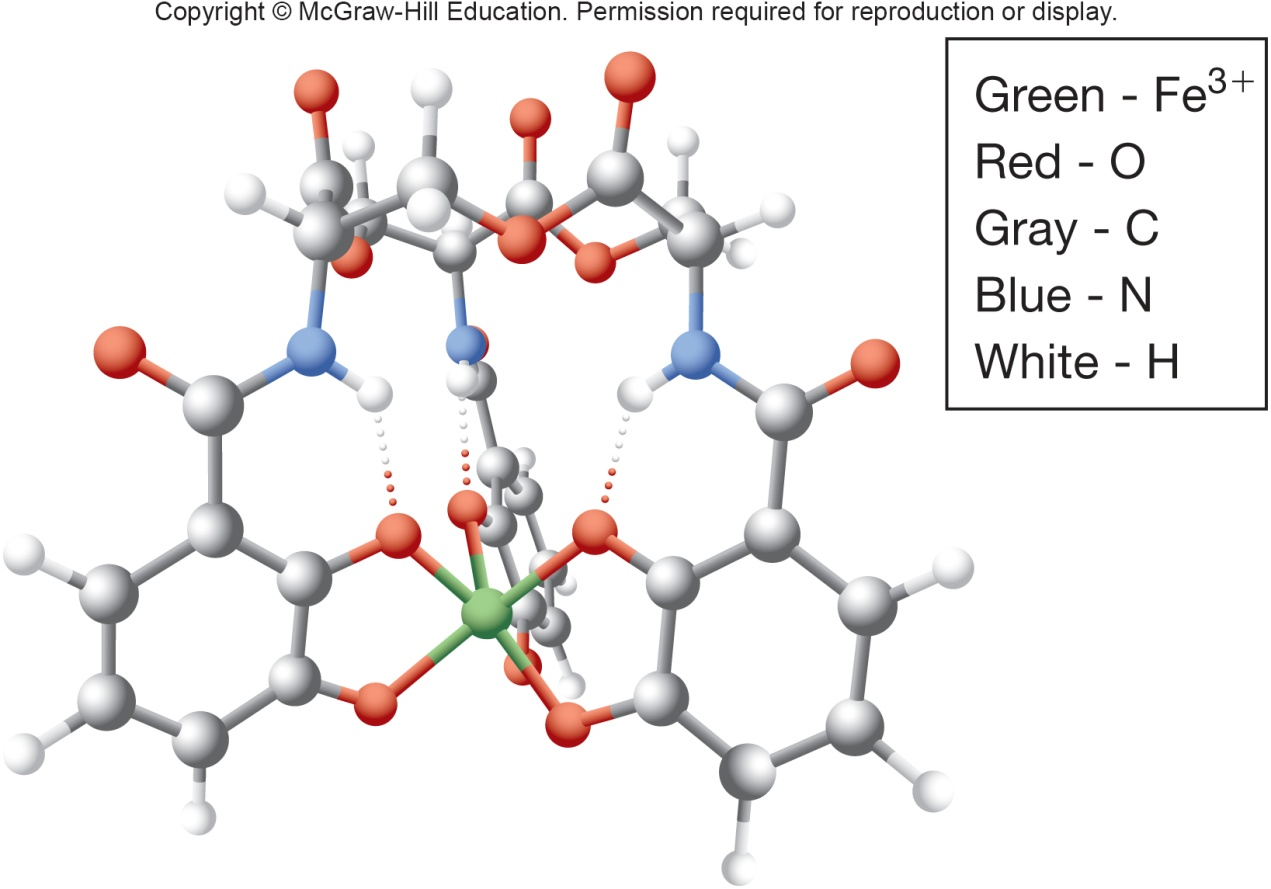 Copyright © McGraw-Hill Education. Permission required for reproduction or display.
Green - Fe³⁺
Red - O
Gray - C
Blue - N
White - H